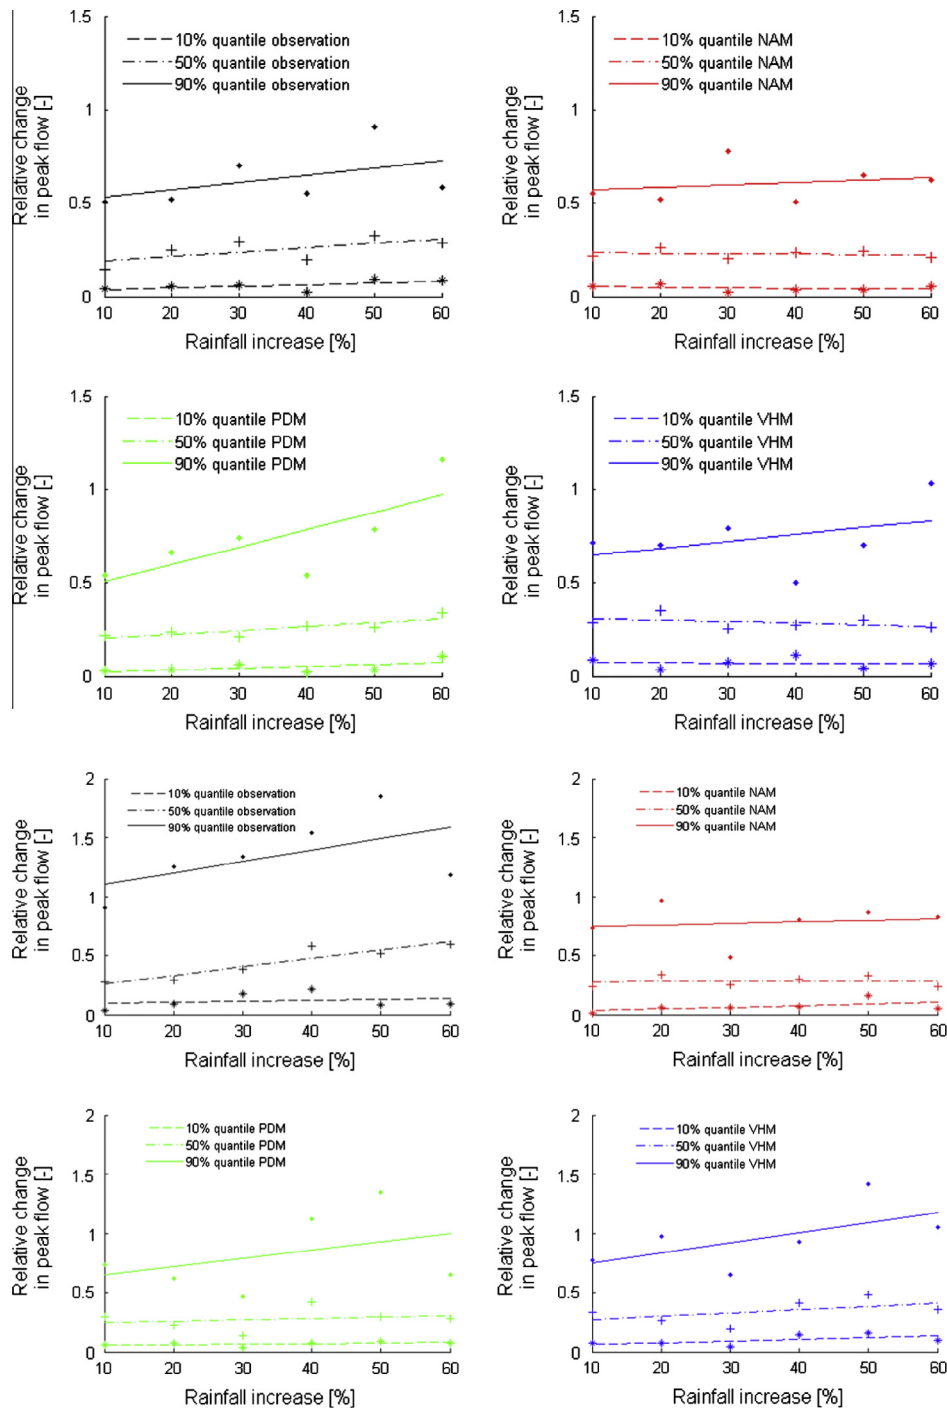 1.5
10% quantile observation
50% quantile observation
90% quantile observation
1
0.5
0
10 20 30 40 50 60
Rainfall increase [%]
Relative change
in peak flow [-]
1.5
10% quantile NAM
50% quantile NAM
90% quantile NAM
1
0.5
0
10 20 30 40 50 60
Rainfall increase [%]
Relative change
in peak flow [-]
1.5
10% quantile PDM
50% quantile PDM
90% quantile PDM
1
0.5
0
10 20 30 40 50 60
Rainfall increase [%]
Relative change
in peak flow [-]
1.5
10% quantile VHM
50% quantile VHM
90% quantile VHM
1
0.5
0
10 20 30 40 50 60
Rainfall increase [%]
Relative change
in peak flow [-]
2
10% quantile observation
50% quantile observation
90% quantile observation
1.5
1
0.5
0
10 20 30 40 50 60
Rainfall increase [%]
Relative change
in peak flow [-]
2
10% quantile NAM
50% quantile NAM
90% quantile NAM
1.5
1
0.5
0
10 20 30 40 50 60
Rainfall increase [%]
Relative change
in peak flow [-]
2
10% quantile PDM
50% quantile PDM
90% quantile PDM
1.5
1
0.5
0
10 20 30 40 50 60
Rainfall increase [%]
Relative change
in peak flow [-]
2
10% quantile VHM
50% quantile VHM
90% quantile VHM
1.5
1
0.5
0
10 20 30 40 50 60
Rainfall increase [%]
Relative change
in peak flow [-]